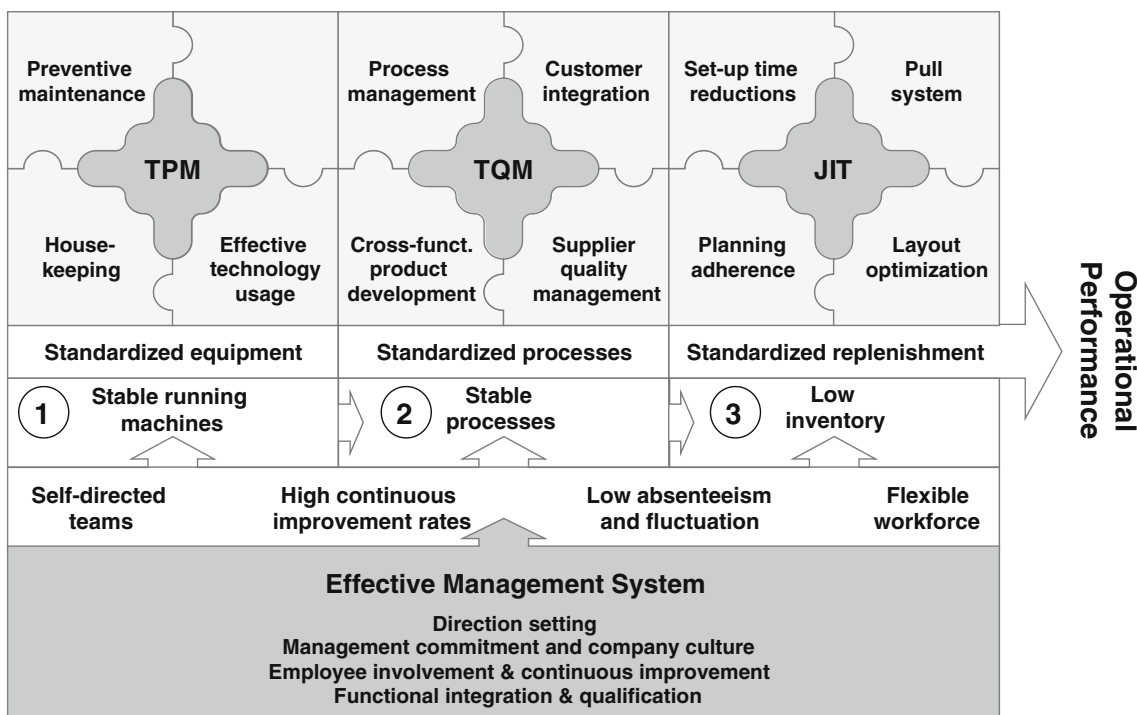 Preventive
maintenance
TPM
House-
keeping
Effective
technology
usage
Process
management
Customer
integration
TQM
Cross-funct.
product
development
Supplier
quality
management
Set-up time
reductions
Pull
system
JIT
Planning
adherence
Layout
optimization
Standardized equipment
Standardized processes
Standardized replenishment
1
Stable running
machines
2
Stable
processes
3
Low
inventory
Operational
Performance
Self-directed
teams
High continuous
improvement rates
Low absenteeism
and fluctuation
Flexible
workforce
Effective Management System
Direction setting
Management commitment and company culture
Employee involvement & continuous improvement
Functional integration & qualification